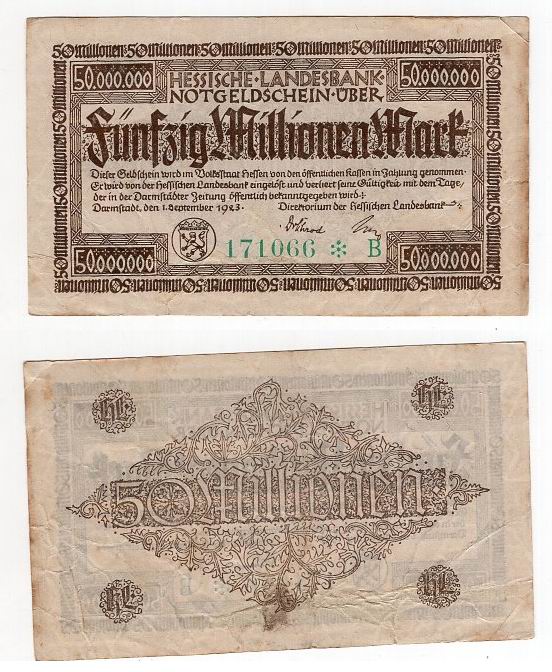 50 Millionen 50 Millionen 50 Millionen 50 Millionen 50 Millionen 50 Millionen
50.000.000 HESSISCHE · LANDESBANK 50.000.000
NOTGELDSCHEIN · ÜBER
Fünfzig Millionen Mark
Dieser Geldschein wird im Volksstaat Hessen von den öffentlichen Kassen in Zahlung genommen.
Er wird von der Hessischen Landesbank eingelöst und verliert seine Gültigkeit mit dem Tage,
der in der Darmstädter Zeitung öffentlich bekanntgegeben wird.
Darmstadt, den 1. September 1923. Direktorium der Hessischen Landesbank
171066 * B
50.000.000 50.000.000
50 Millionen